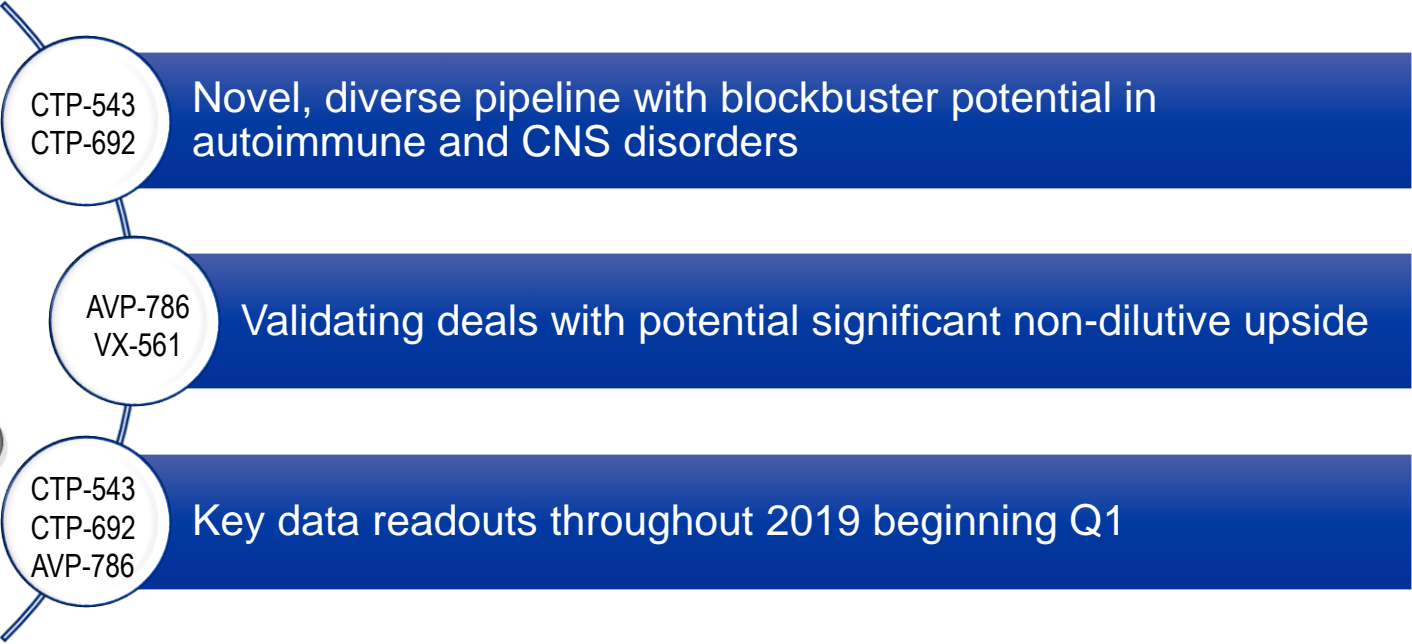 CTP-543
CTP-692
Novel, diverse pipeline with blockbuster potential in
autoimmune and CNS disorders
AVP-786
VX-561
Validating deals with potential significant non-dilutive upside
CTP-543
CTP-692
AVP-786
Key data readouts throughout 2019 beginning Q1